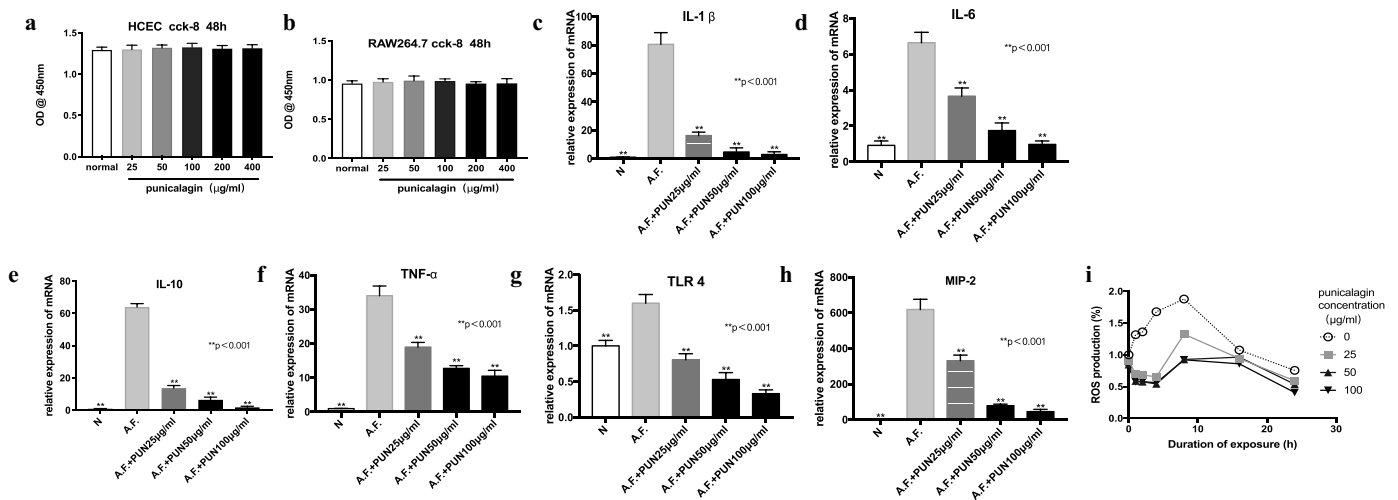 a
HCEC cck-8 48h
OD @ 450nm
1.5
1.0
0.5
0.0
normal 25 50 100 200 400
punicalagin (μg/ml)
b
RAW264.7 cck-8 48h
OD @ 450nm
1.5
1.0
0.5
0.0
normal 25 50 100 200 400
punicalagin (μg/ml)
c
IL-1 β
relative expression of mRNA
100
80
60
40
20
0
**p<0.001
** ** ** **
N A.F. A.F.+PUN25μg/ml A.F.+PUN50μg/ml A.F.+PUN100μg/ml
d
IL-6
relative expression of mRNA
8
6
4
2
0
**p<0.001
** ** ** **
N A.F. A.F.+PUN25μg/ml A.F.+PUN50μg/ml A.F.+PUN100μg/ml
e
IL-10
relative expression of mRNA
80
60
40
20
0
**p<0.001
** ** ** **
N A.F. A.F.+PUN25μg/ml A.F.+PUN50μg/ml A.F.+PUN100μg/ml
f
TNF-α
relative expression of mRNA
50
40
30
20
10
0
**p<0.001
** ** ** **
N A.F. A.F.+PUN25μg/ml A.F.+PUN50μg/ml A.F.+PUN100μg/ml
g
TLR 4
relative expression of mRNA
2.0
1.5
1.0
0.5
0.0
**p<0.001
** ** ** **
N A.F. A.F.+PUN25μg/ml A.F.+PUN50μg/ml A.F.+PUN100μg/ml
h
MIP-2
relative expression of mRNA
800
600
400
200
0
**p<0.001
** ** ** **
N A.F. A.F.+PUN25μg/ml A.F.+PUN50μg/ml A.F.+PUN100μg/ml
i
ROS production (%)
2.0
1.5
1.0
0.5
0.0
0 10 20 30
Duration of exposure (h)
punicalagin
concentration
(μg/ml)
0
25
50
100